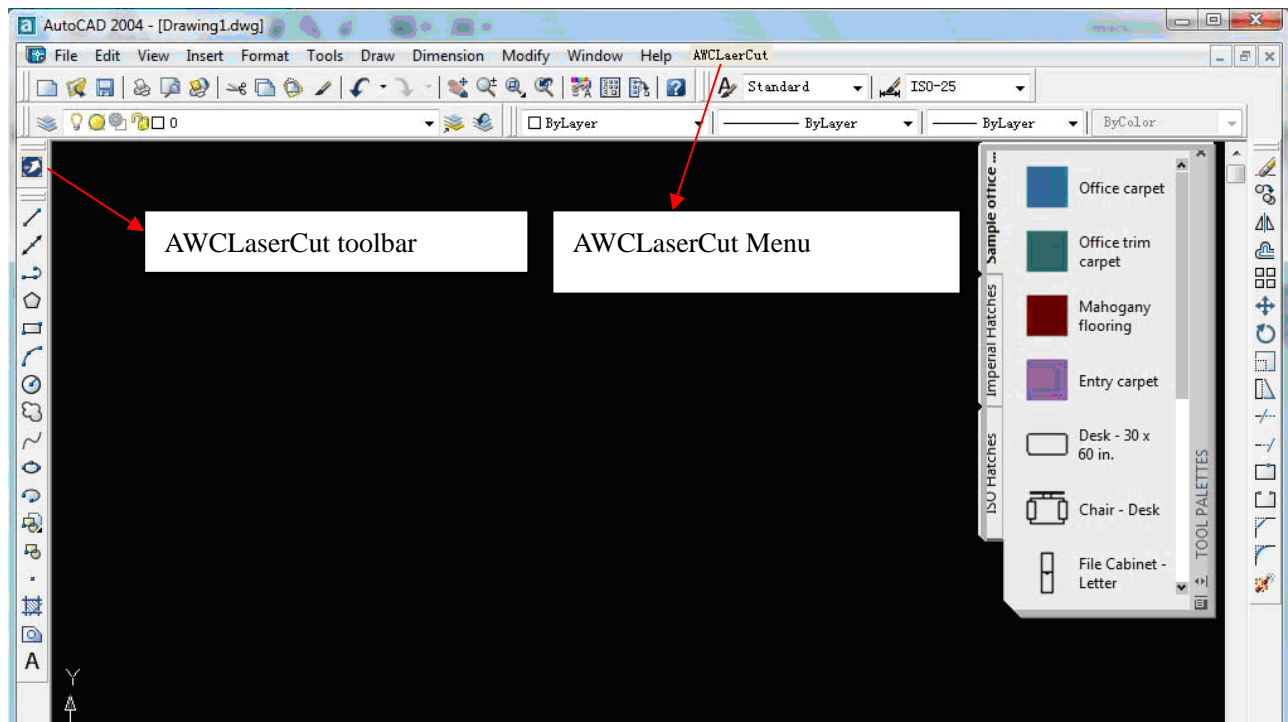 AutoCAD 2004 - [Drawing1.dwg]
File Edit View Insert Format Tools Draw Dimension Modify Window Help AWCLaerCut
Standard ISO-25
0 ByLayer ByLayer ByLayer ByColor
AWCLaserCut toolbar
AWCLaserCut Menu
Sample office ...
Imperial Hatches
ISO Hatches
Office carpet
Office trim
carpet
Mahogany
flooring
Entry carpet
Desk - 30 x
60 in.
Chair - Desk
File Cabinet -
Letter
TOOL PALETTES
A
Y